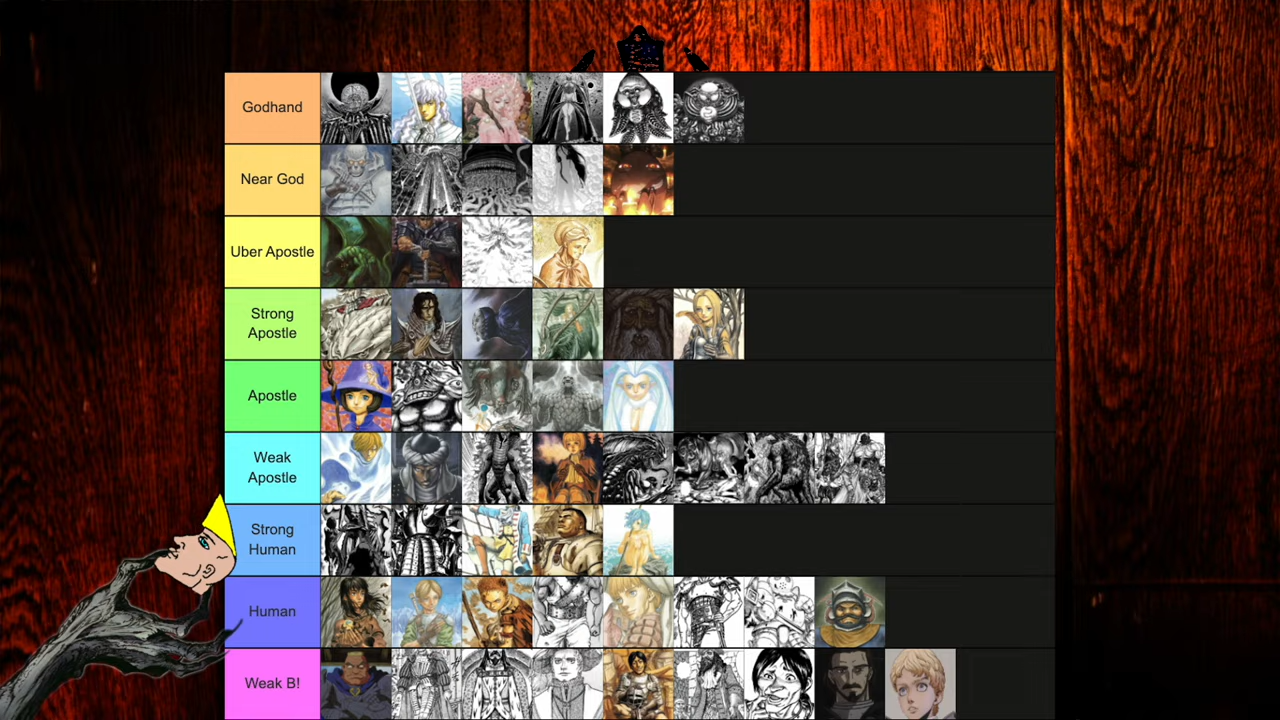 Godhand
Near God
Uber Apostle
Strong
Apostle
Apostle
Weak
Apostle
Strong
Human
Human
Weak B!